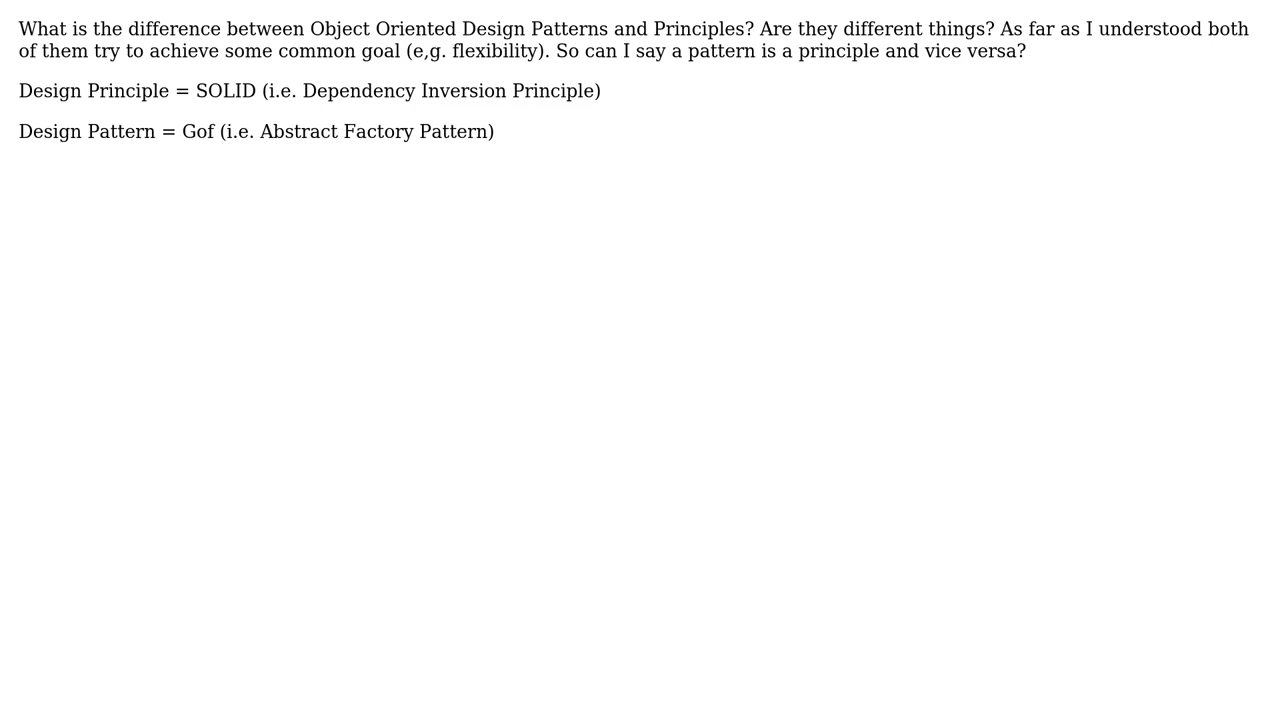 What is the difference between Object Oriented Design Patterns and Principles? Are they different things? As far as I understood both
of them try to achieve some common goal (e,g. flexibility). So can I say a pattern is a principle and vice versa?
Design Principle = SOLID (i.e. Dependency Inversion Principle)
Design Pattern = Gof (i.e. Abstract Factory Pattern)